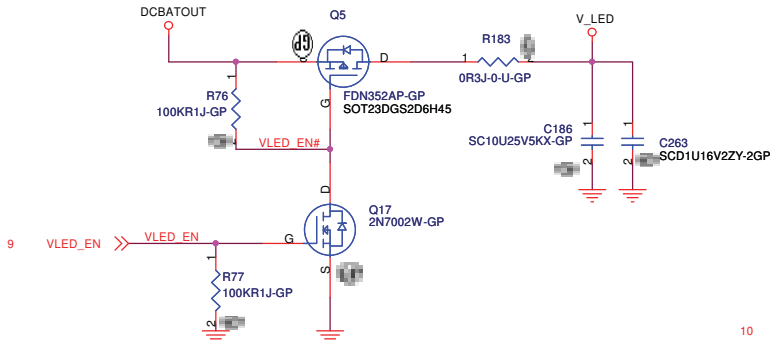 DCBATOUT
Q5
V_LED
GP
S
D
R183
1
2
0R3J-0-U-GP
1
R76
100KR1J-GP
G
FDN352AP-GP
SOT23DGS2D6H45
VLED_EN#
1
C186
SC10U25V5KX-GP
2
1
C263
SCD1U16V2ZY-2GP
2
D
Q17
2N7002W-GP
9
VLED_EN
VLED_EN
G
S
1
R77
100KR1J-GP
2
10